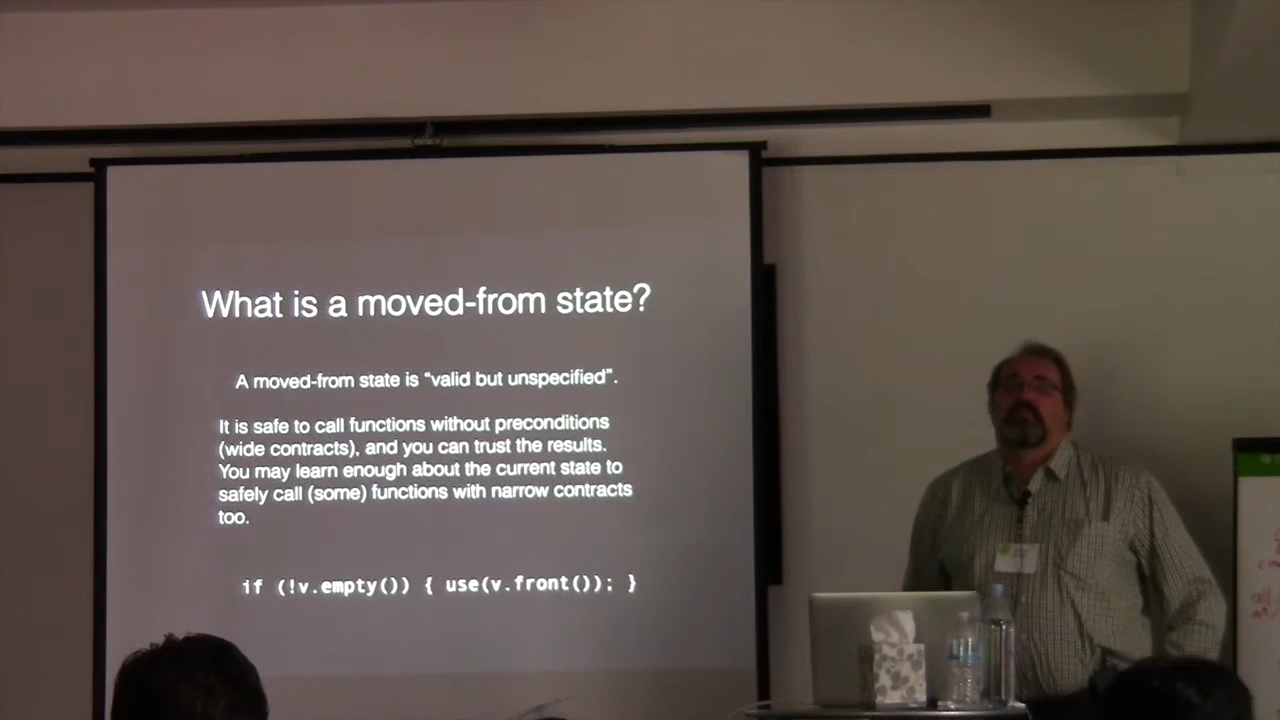 What is a moved-from state?
A moved-from state is “valid but unspecified”.
It is safe to call functions without preconditions
(wide contracts), and you can trust the results.
You may learn enough about the current state to
safely call (some) functions with narrow contracts
too.
if (!v.empty()) { use(v.front()); }